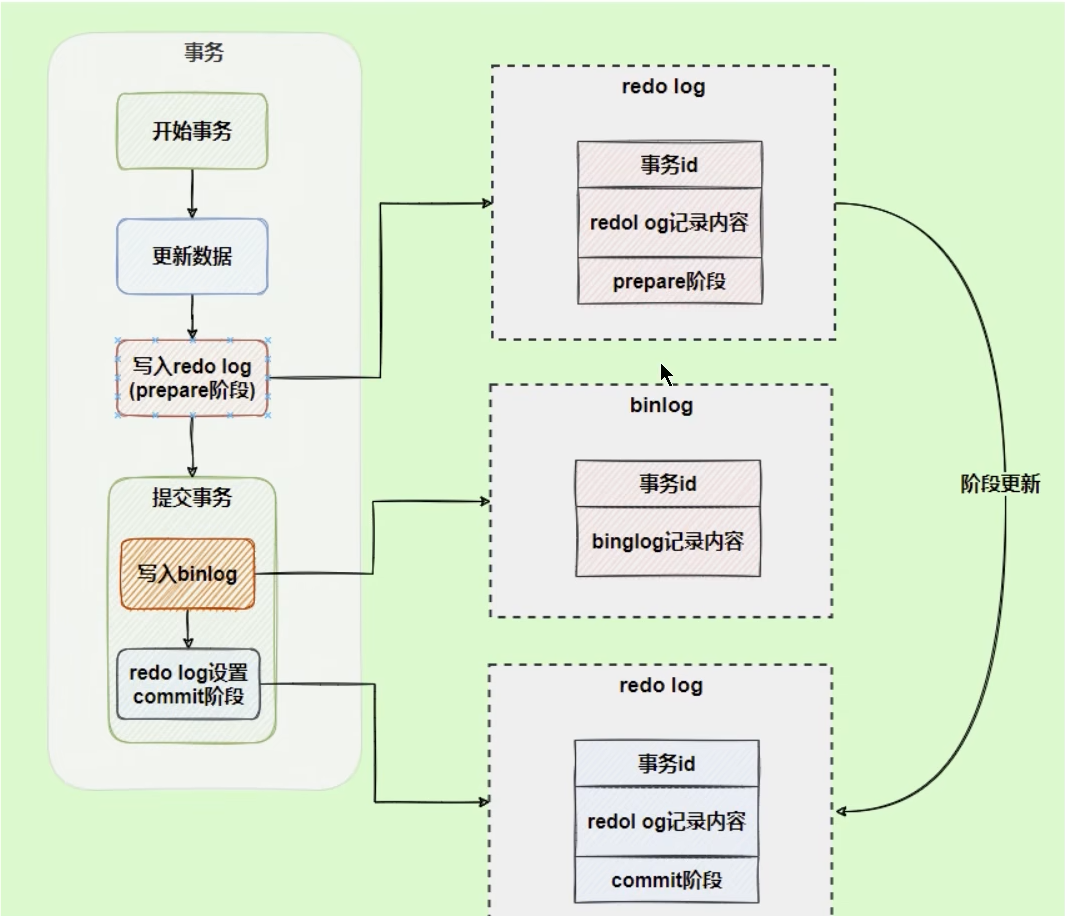 事务
开始事务
更新数据
写入redo log
(prepare阶段)
提交事务
写入binlog
redo log设置
commit阶段
redo log
事务id
redol og记录内容
prepare阶段
binlog
事务id
binglog记录内容
redo log
事务id
redol og记录内容
commit阶段
阶段更新